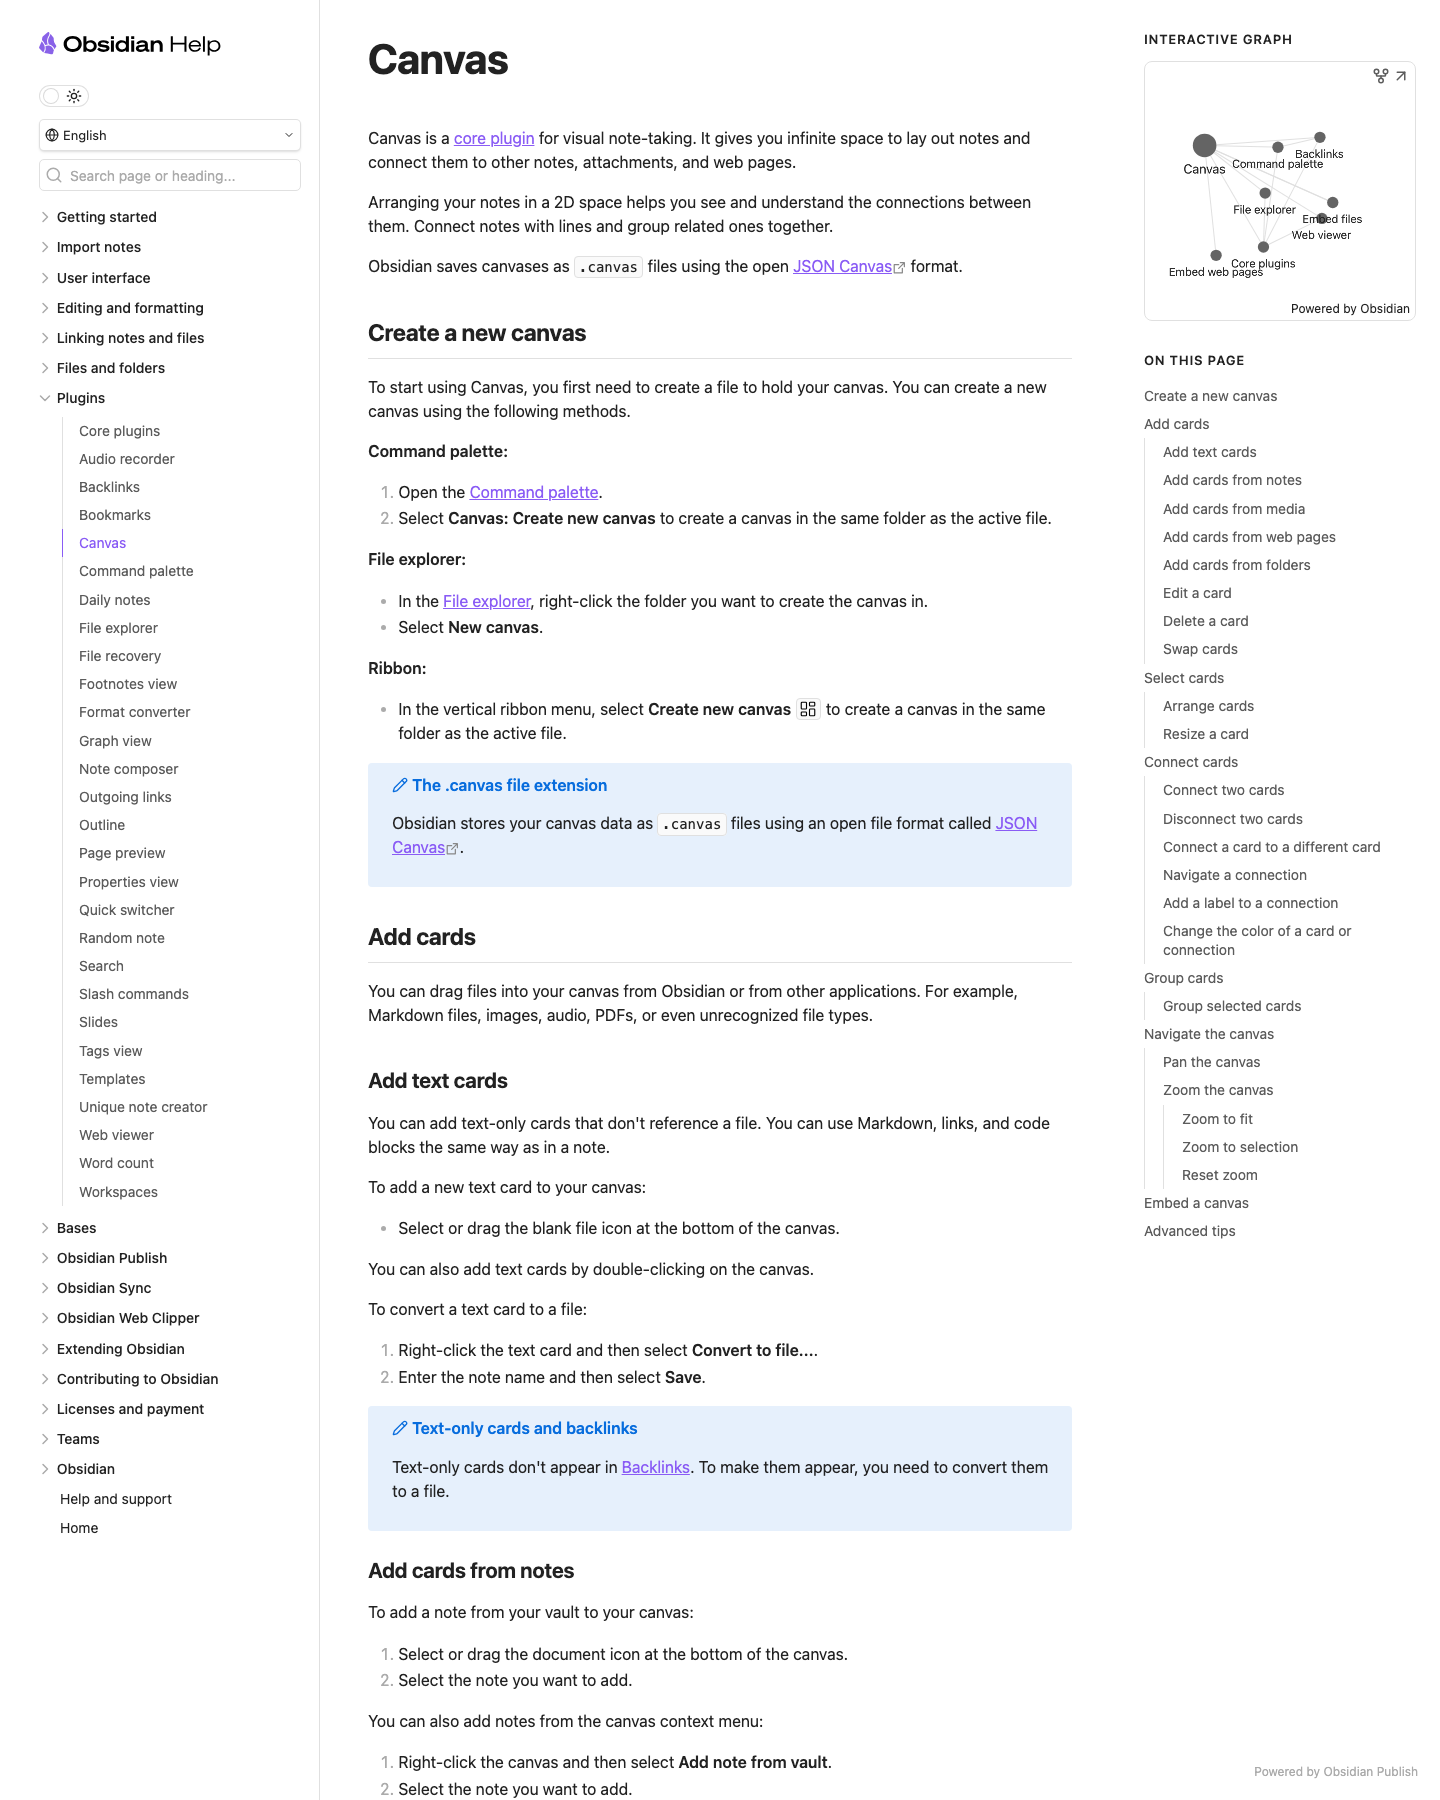 Obsidian Help
English
Search page or heading...
Getting started
Import notes
User interface
Editing and formatting
Linking notes and files
Files and folders
Plugins
Core plugins
Audio recorder
Backlinks
Bookmarks
Canvas
Command palette
Daily notes
File explorer
File recovery
Footnotes view
Format converter
Graph view
Note composer
Outgoing links
Outline
Page preview
Properties view
Quick switcher
Random note
Search
Slash commands
Slides
Tags view
Templates
Unique note creator
Web viewer
Word count
Workspaces
Bases
Obsidian Publish
Obsidian Sync
Obsidian Web Clipper
Extending Obsidian
Contributing to Obsidian
Licenses and payment
Teams
Obsidian
Help and support
Home
Canvas
Canvas is a core plugin for visual note-taking. It gives you infinite space to lay out notes and
connect them to other notes, attachments, and web pages.
Arranging your notes in a 2D space helps you see and understand the connections between
them. Connect notes with lines and group related ones together.
Obsidian saves canvases as .canvas files using the open JSON Canvas format.
Create a new canvas
To start using Canvas, you first need to create a file to hold your canvas. You can create a new
canvas using the following methods.
Command palette:
1. Open the Command palette.
2. Select Canvas: Create new canvas to create a canvas in the same folder as the active file.
File explorer:
• In the File explorer, right-click the folder you want to create the canvas in.
• Select New canvas.
Ribbon:
• In the vertical ribbon menu, select Create new canvas to create a canvas in the same
folder as the active file.
The .canvas file extension
Obsidian stores your canvas data as .canvas files using an open file format called JSON
Canvas.
Add cards
You can drag files into your canvas from Obsidian or from other applications. For example,
Markdown files, images, audio, PDFs, or even unrecognized file types.
Add text cards
You can add text-only cards that don't reference a file. You can use Markdown, links, and code
blocks the same way as in a note.
To add a new text card to your canvas:
• Select or drag the blank file icon at the bottom of the canvas.
You can also add text cards by double-clicking on the canvas.
To convert a text card to a file:
1. Right-click the text card and then select Convert to file....
2. Enter the note name and then select Save.
Text-only cards and backlinks
Text-only cards don't appear in Backlinks. To make them appear, you need to convert them
to a file.
Add cards from notes
To add a note from your vault to your canvas:
1. Select or drag the document icon at the bottom of the canvas.
2. Select the note you want to add.
You can also add notes from the canvas context menu:
1. Right-click the canvas and then select Add note from vault.
2. Select the note you want to add.
INTERACTIVE GRAPH
Canvas
Command palette
Backlinks
File explorer
Embed files
Web viewer
Core plugins
Embed web pages
Powered by Obsidian
ON THIS PAGE
Create a new canvas
Add cards
Add text cards
Add cards from notes
Add cards from media
Add cards from web pages
Add cards from folders
Edit a card
Delete a card
Swap cards
Select cards
Arrange cards
Resize a card
Connect cards
Connect two cards
Disconnect two cards
Connect a card to a different card
Navigate a connection
Add a label to a connection
Change the color of a card or
connection
Group cards
Group selected cards
Navigate the canvas
Pan the canvas
Zoom the canvas
Zoom to fit
Zoom to selection
Reset zoom
Embed a canvas
Advanced tips
Powered by Obsidian Publish